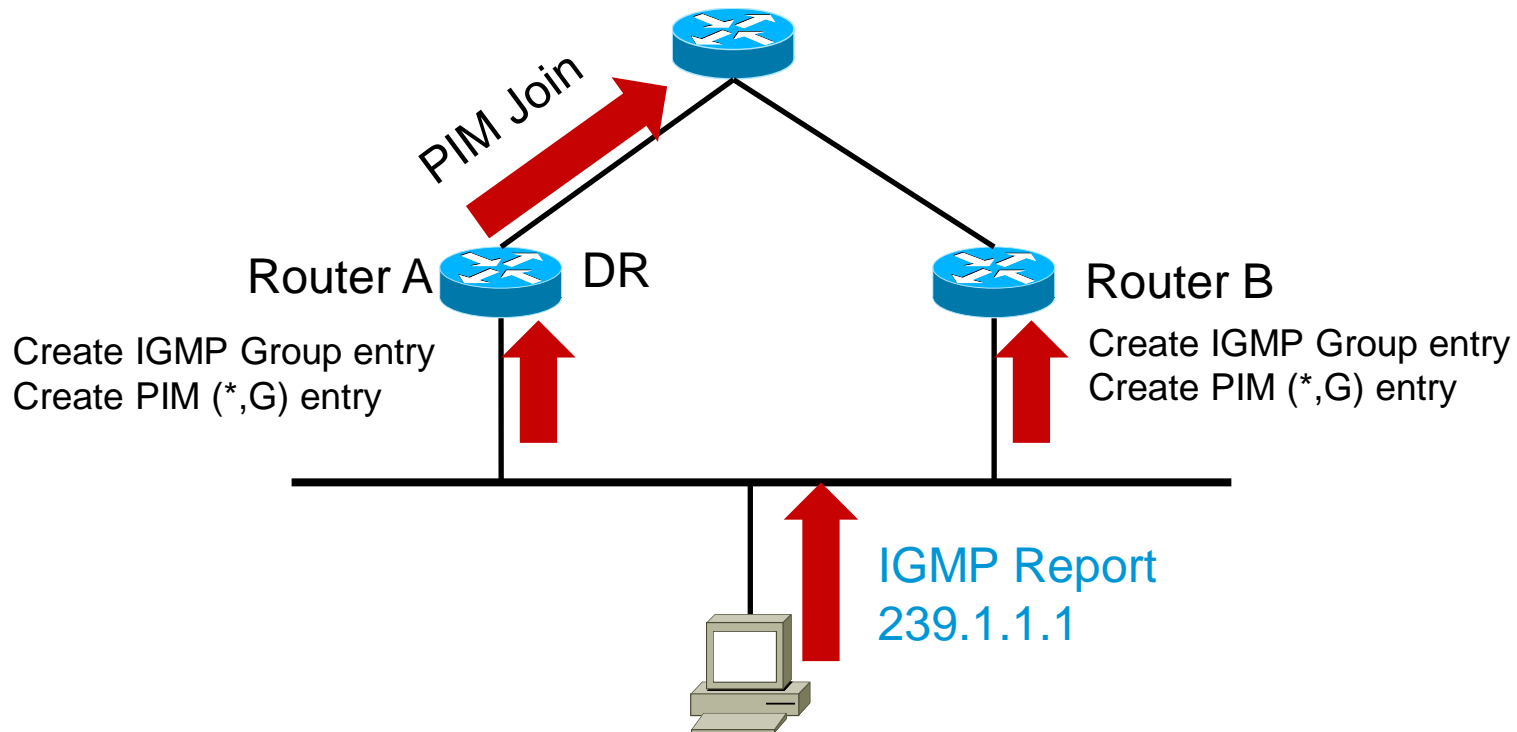 PIM Join
Router A
DR
Router B
Create IGMP Group entry
Create PIM (*,G) entry
Create IGMP Group entry
Create PIM (*,G) entry
IGMP Report
239.1.1.1